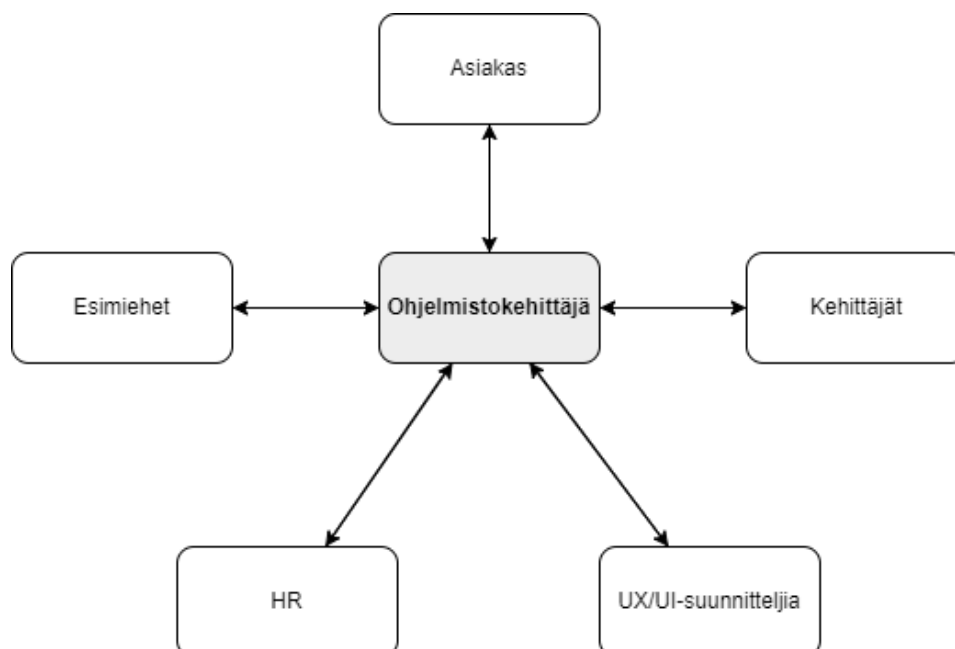 Asiakas
Esimiehet
Ohjelmistokehittäjä
Kehittäjät
HR
UX/UI-suunnitteljia